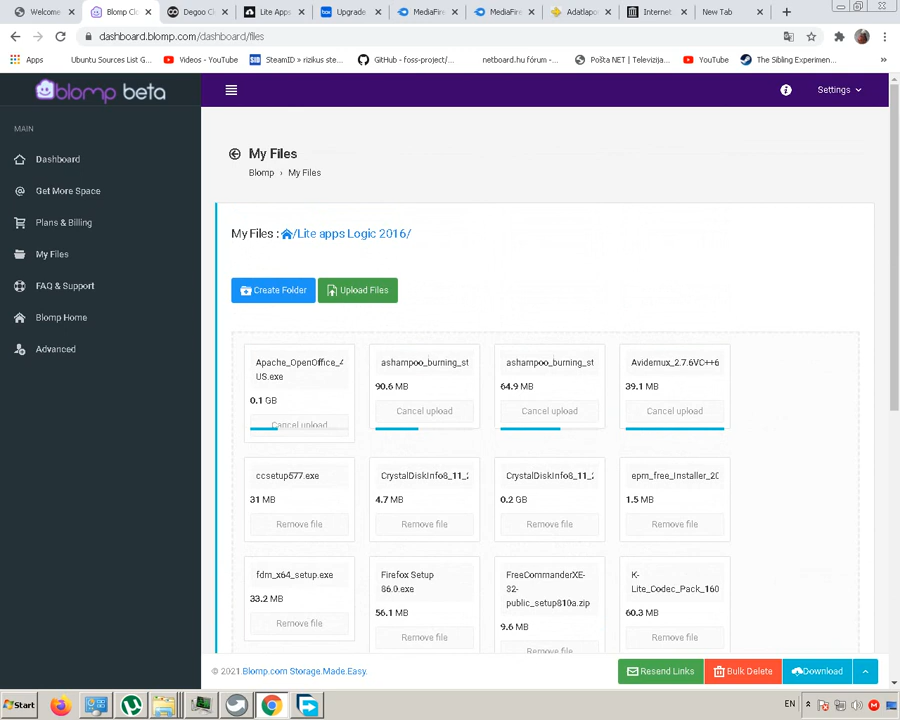 Welcome
Blomp Cl
Degoo C
Lite Apps
Upgrade
MediaFire
MediaFire
Adatlapo
Internet
New Tab
dashboard.blomp.com/dashboard/files
Apps
Ubuntu Sources List G...
Videos - YouTube
SteamID » rizikus ste...
GitHub - foss-project/...
netboard.hu fórum -...
Pošta NET | Televizija...
YouTube
The Sibling Experimen...
»
blomp beta
Settings
MAIN
Dashboard
Get More Space
Plans & Billing
My Files
FAQ & Support
Blomp Home
Advanced
My Files
Blomp › My Files
My Files : /Lite apps Logic 2016/
Create Folder
Upload Files
Apache_OpenOffice_4
US.exe
0.1 GB
Cancel upload
ashampoo_burning_st
90.6 MB
Cancel upload
ashampoo_burning_st
64.9 MB
Cancel upload
Avidemux_2.7.6VC++6
39.1 MB
Cancel upload
ccsetup577.exe
31 MB
Remove file
CrystalDiskInfo8_11_2
4.7 MB
Remove file
CrystalDiskInfo8_11_2
0.2 GB
Remove file
epm_free_Installer_20
1.5 MB
Remove file
fdm_x64_setup.exe
33.2 MB
Remove file
Firefox Setup
86.0.exe
56.1 MB
Remove file
FreeCommanderXE-
32-
public_setup810a.zip
9.6 MB
Remove file
K-
Lite_Codec_Pack_160
60.3 MB
Remove file
© 2021 Blomp.com Storage.Made.Easy.
Resend Links
Bulk Delete
Download
Start
EN